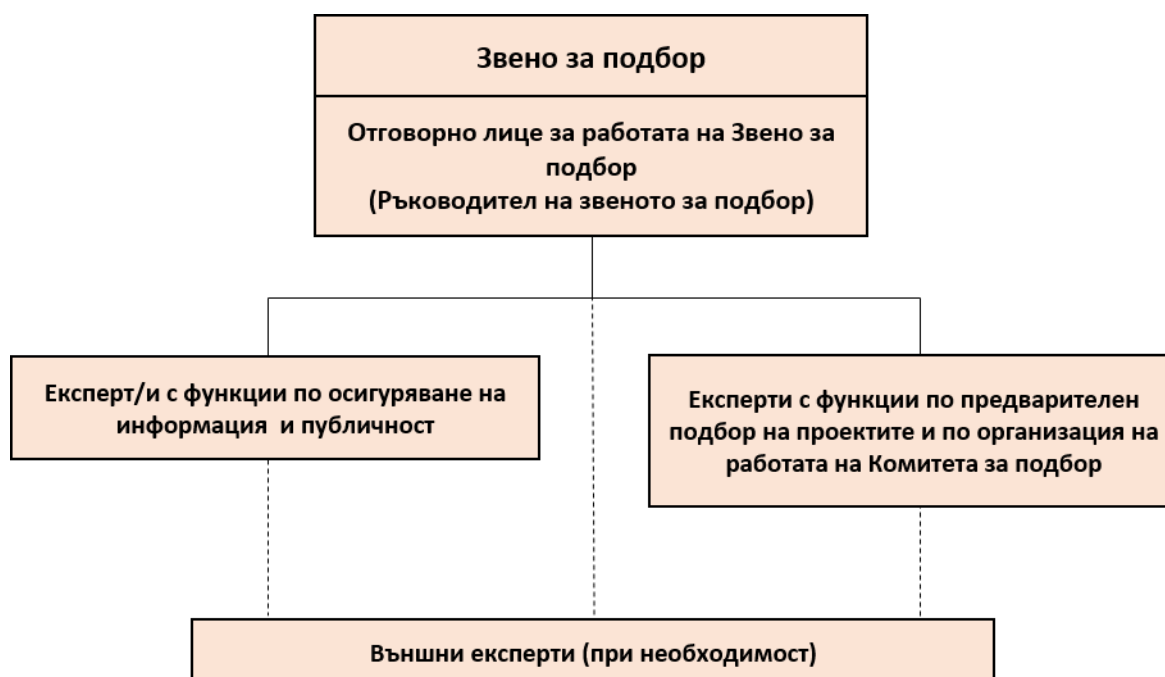 Звено за подбор
Отговорно лице за работата на Звено за
подбор
(Ръководител на звеното за подбор)
Експерт/и с функции по осигуряване на
информация и публичност
Експерти с функции по предварителен
подбор на проектите и по организация на
работата на Комитета за подбор
Външни експерти (при необходимост)